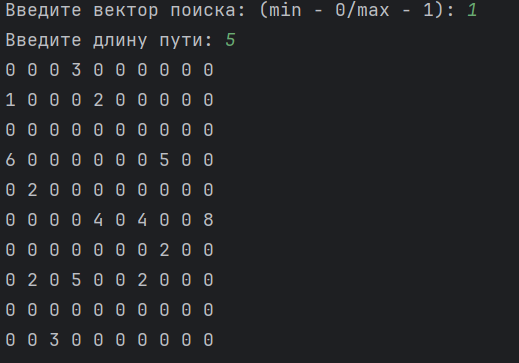 Введите вектор поиска: (min - 0/max - 1): 1
Введите длину пути: 5
0 0 0 3 0 0 0 0 0 0
1 0 0 0 2 0 0 0 0 0
0 0 0 0 0 0 0 0 0 0
6 0 0 0 0 0 0 5 0 0
0 2 0 0 0 0 0 0 0 0
0 0 0 0 4 0 4 0 0 8
0 0 0 0 0 0 0 2 0 0
0 2 0 5 0 0 2 0 0 0
0 0 0 0 0 0 0 0 0 0
0 0 3 0 0 0 0 0 0 0